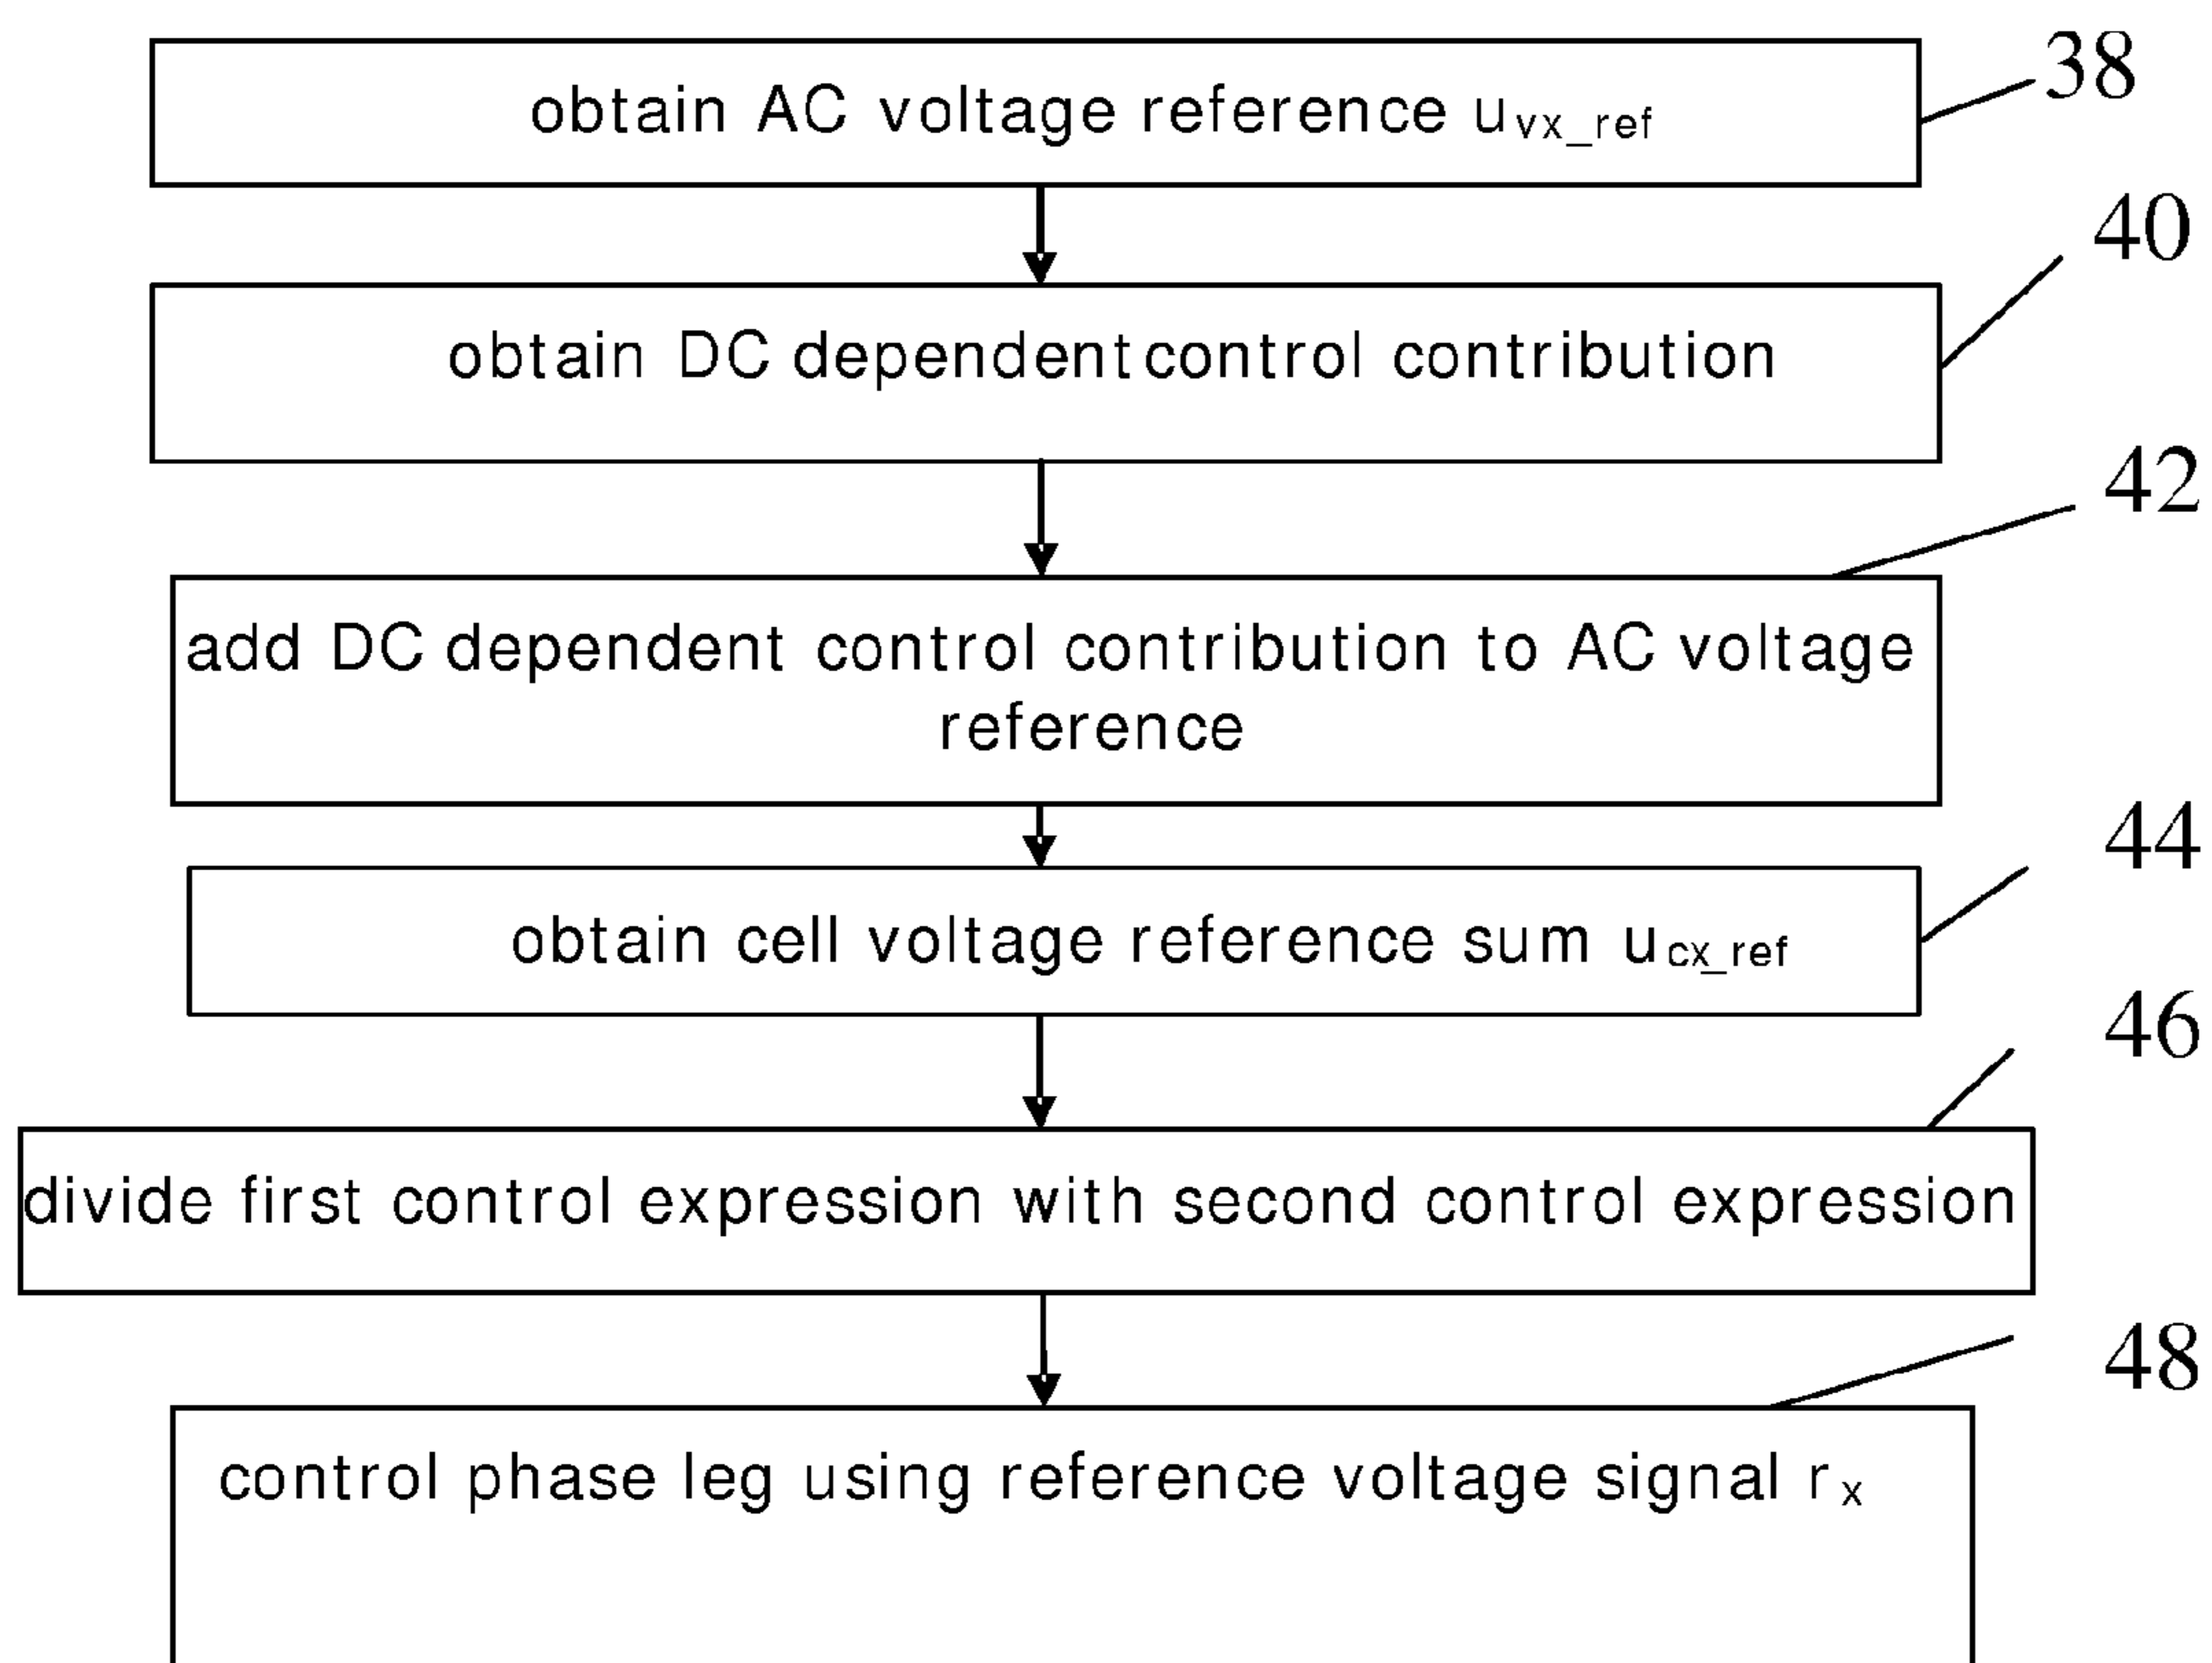 obtain AC voltage reference uvx_ref
38
obtain DC dependent control contribution
40
add DC dependent control contribution to AC voltage
reference
42
obtain cell voltage reference sum ucx_ref
44
divide first control expression with second control expression
46
control phase leg using reference voltage signal rx
48